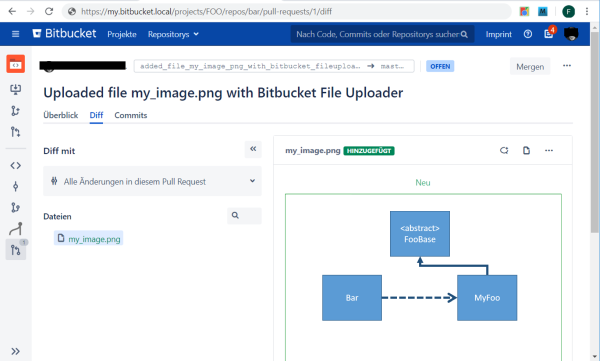 https://my.bitbucket.local/projects/FOO/repos/bar/pull-requests/1/diff
F
Bitbucket
Projekte
Repositorys
Nach Code, Commits oder Repositorys suchen
Imprint
4
added_file_my_image_png_with_bitbucket_fileuploa...
mast...
OFFEN
Mergen
Uploaded file my_image.png with Bitbucket File Uploader
Überblick
Diff
Commits
Diff mit
my_image.png
HINZUGEFÜGT
Alle Änderungen in diesem Pull Request
Neu
Dateien
my_image.png
1
<abstract>
FooBase
Bar
MyFoo